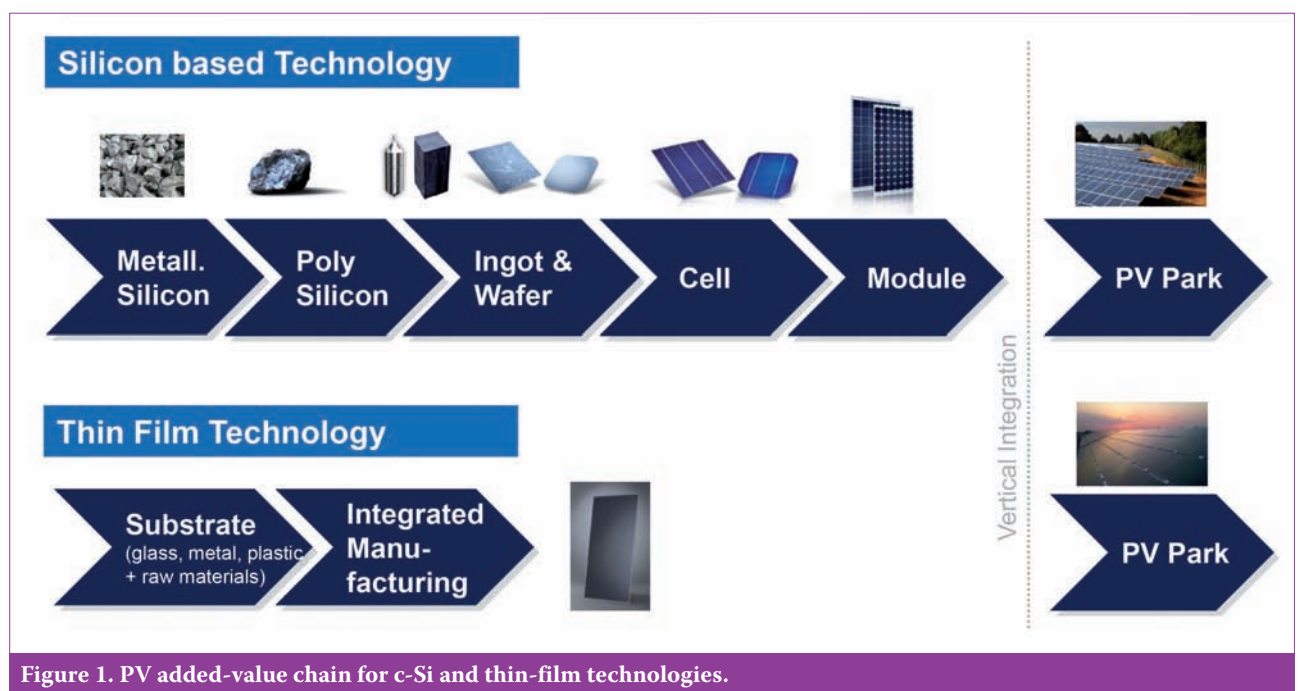 Silicon based Technology
Metall.
Silicon
Poly
Silicon
Ingot &
Wafer
Cell
Module
PV Park
Vertical Integration
Thin Film Technology
Substrate
(glass, metal, plastic
+ raw materials)
Integrated
Manu-
facturing
PV Park
Figure 1. PV added-value chain for c-Si and thin-film technologies.